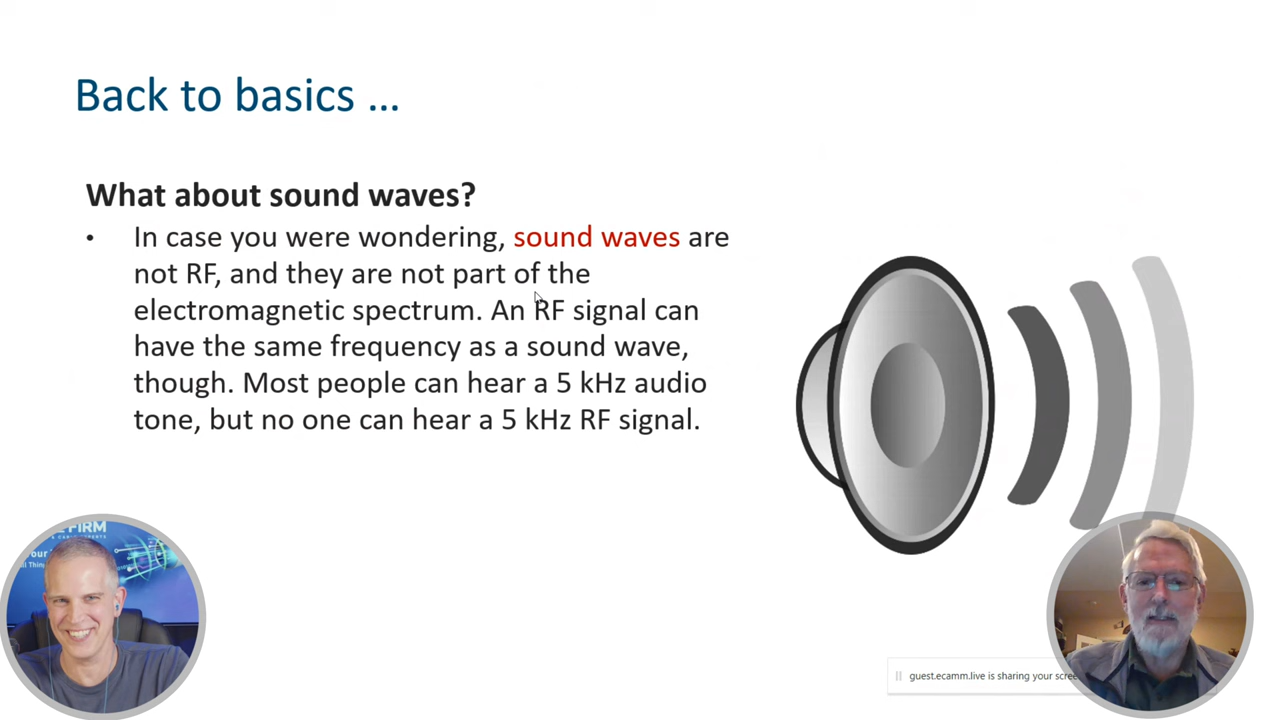 Back to basics ...
What about sound waves?
• In case you were wondering, sound waves are
not RF, and they are not part of the
electromagnetic spectrum. An RF signal can
have the same frequency as a sound wave,
though. Most people can hear a 5 kHz audio
tone, but no one can hear a 5 kHz RF signal.
FIRM
guest.ecamm.live is sharing your scree